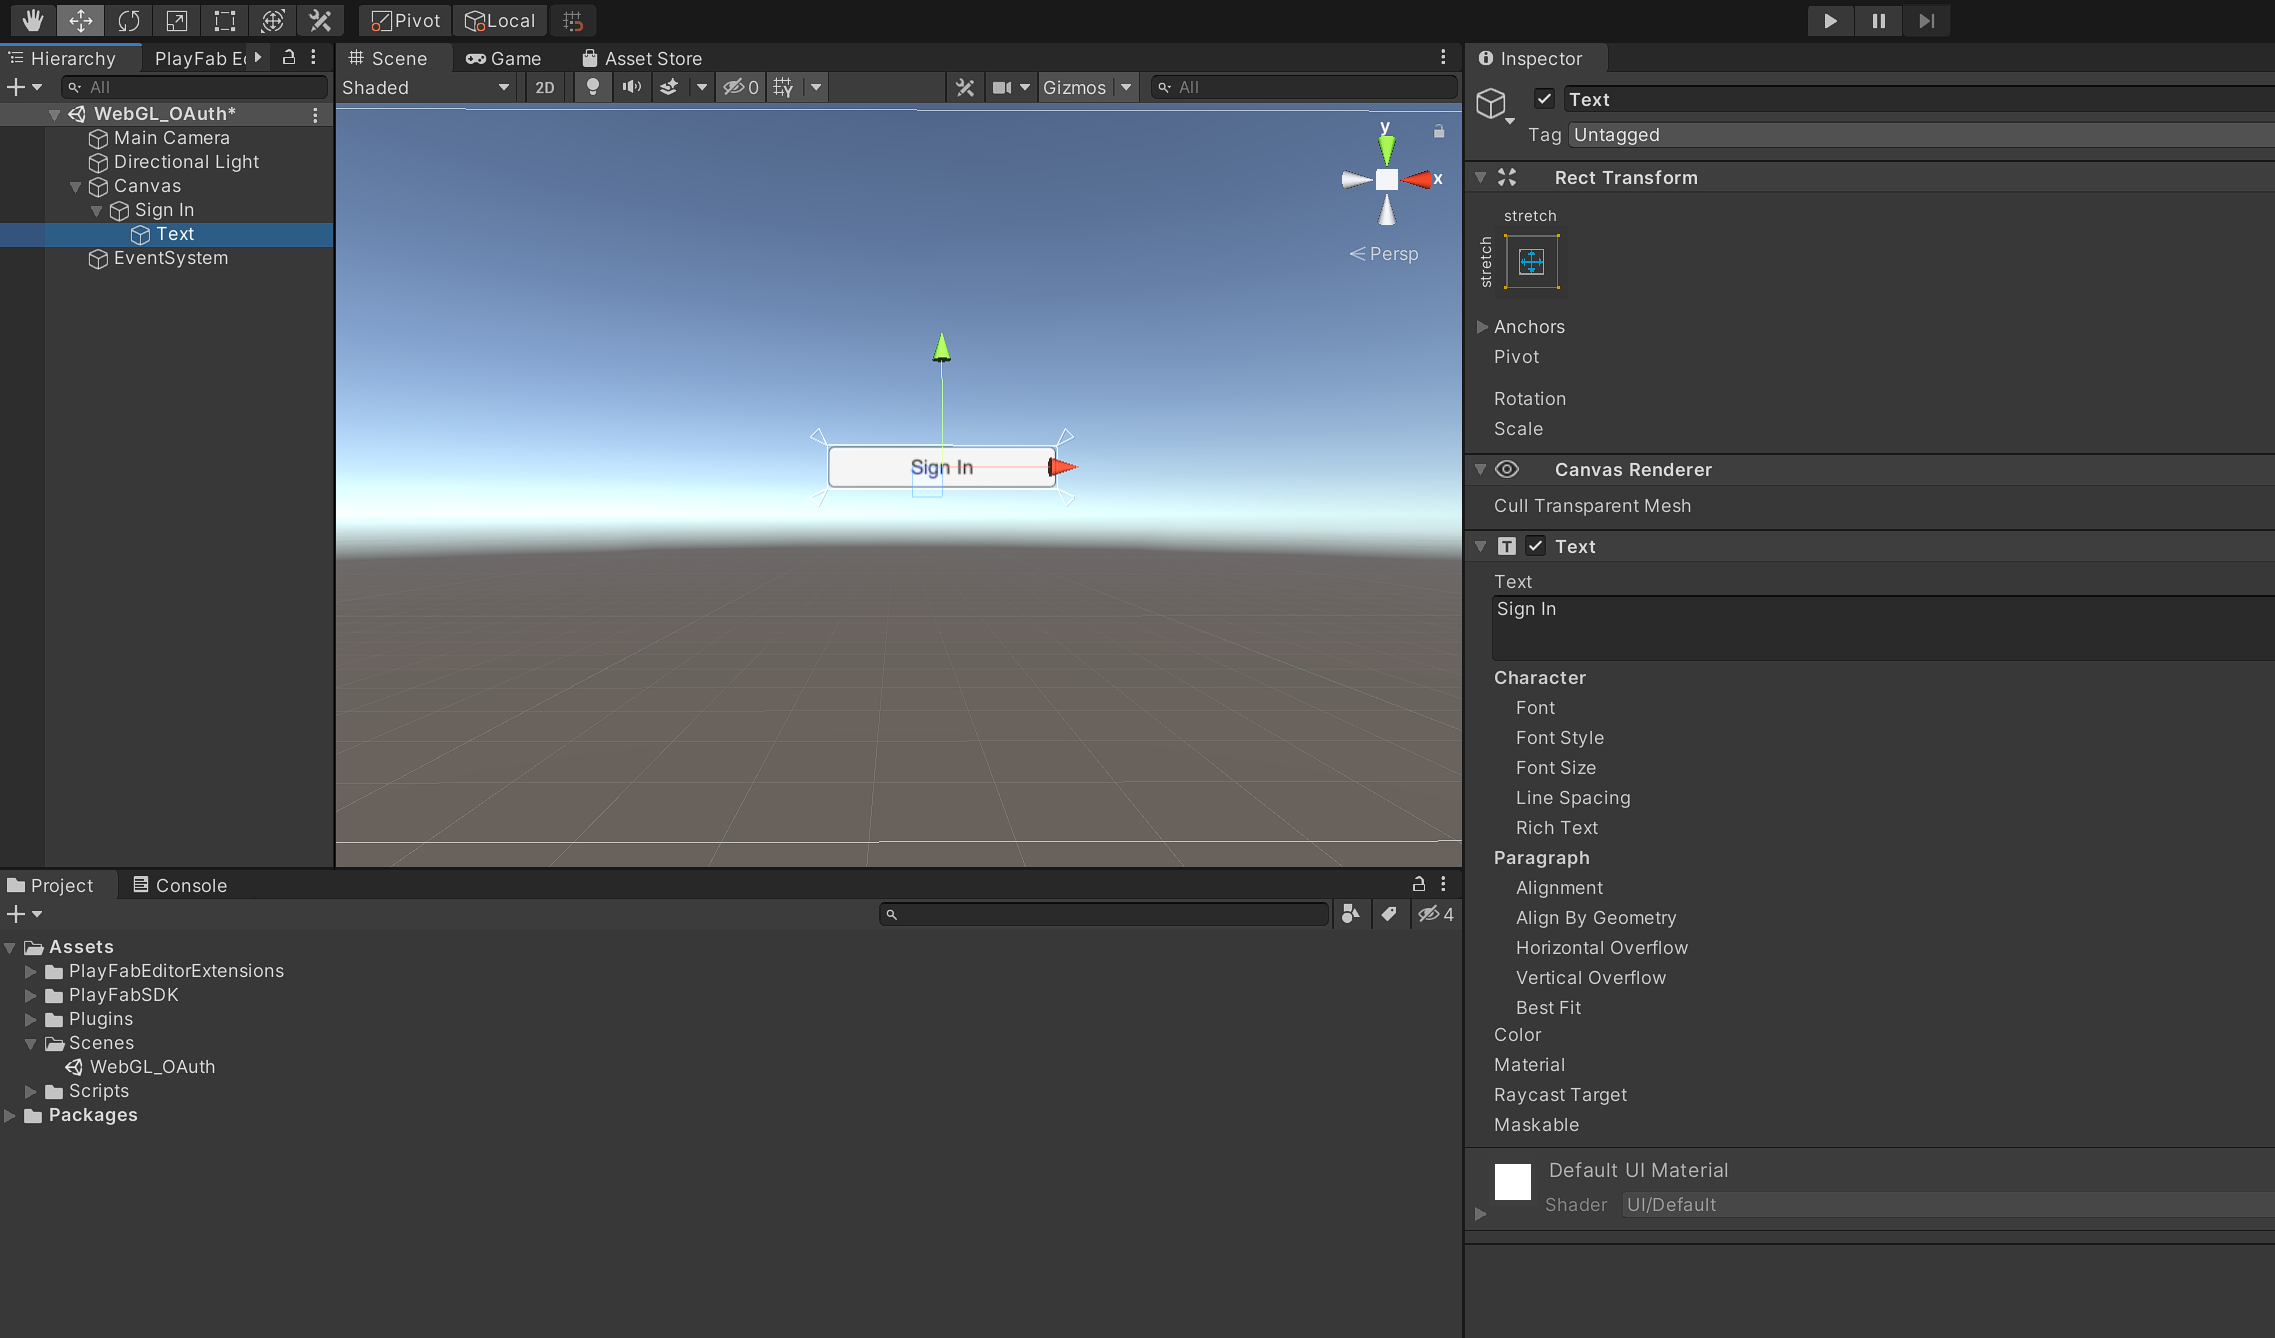 Pivot Local
Hierarchy PlayFab E
All
WebGL_OAuth*
Main Camera
Directional Light
Canvas
Sign In
Text
EventSystem
Scene Game Asset Store
Shaded 2D 0 Gizmos All
y
x
Persp
Sign In
Inspector
Text
Tag Untagged
Rect Transform
stretch
stretch
Anchors
Pivot
Rotation
Scale
Canvas Renderer
Cull Transparent Mesh
Text
Text
Sign In
Character
Font
Font Style
Font Size
Line Spacing
Rich Text
Paragraph
Alignment
Align By Geometry
Horizontal Overflow
Vertical Overflow
Best Fit
Color
Material
Raycast Target
Maskable
Default UI Material
Shader UI/Default
Project Console
4
Assets
PlayFabEditorExtensions
PlayFabSDK
Plugins
Scenes
WebGL_OAuth
Scripts
Packages